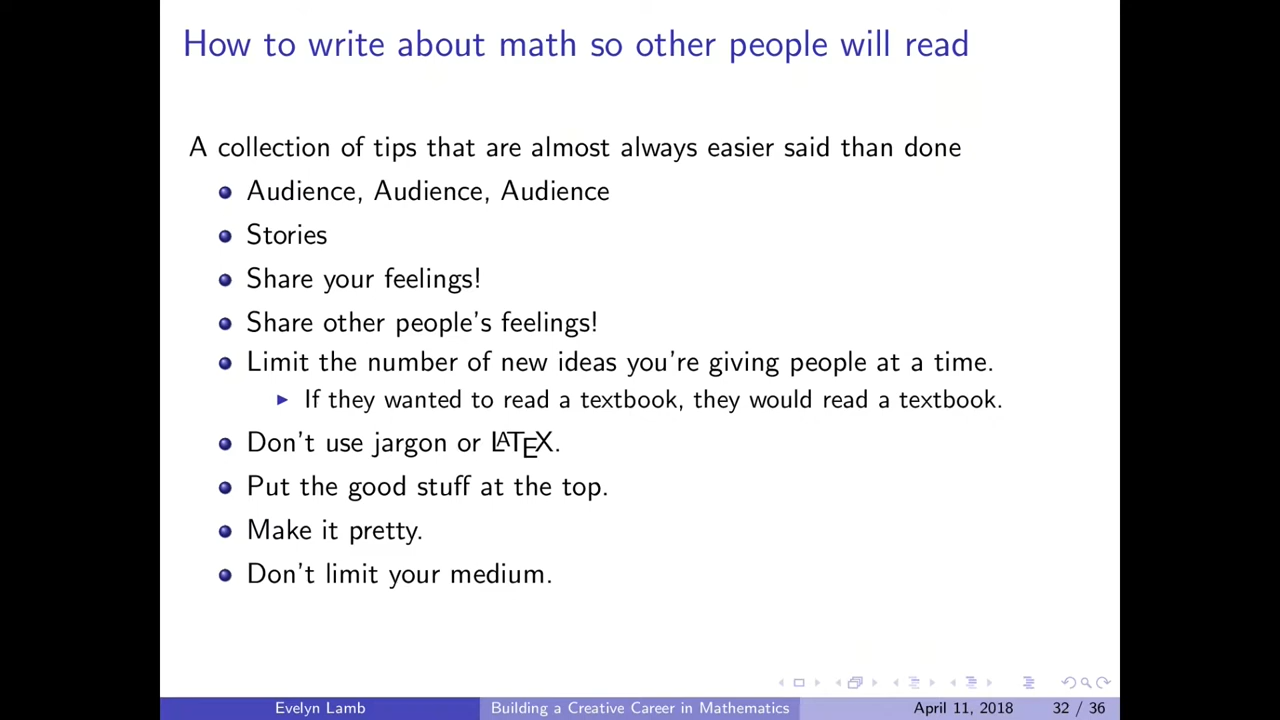 How to write about math so other people will read
A collection of tips that are almost always easier said than done
Audience, Audience, Audience
Stories
Share your feelings!
Share other people's feelings!
Limit the number of new ideas you're giving people at a time.
If they wanted to read a textbook, they would read a textbook.
Don't use jargon or LATEX.
Put the good stuff at the top.
Make it pretty.
Don't limit your medium.
Evelyn Lamb Building a Creative Career in Mathematics April 11, 2018 32 / 36